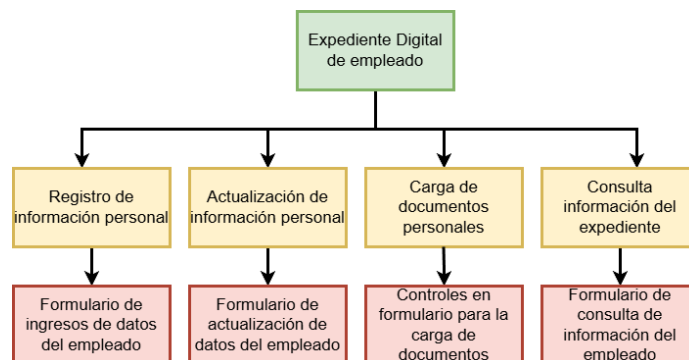 Expediente Digital
de empleado
Registro de
información personal
Actualización de
información personal
Carga de
documentos
personales
Consulta
información del
expediente
Formulario de
ingresos de datos
del empleado
Formulario de
actualización de
datos del empleado
Controles en
formulario para la
carga de
documentos
Formulario de
consulta de
información del
empleado